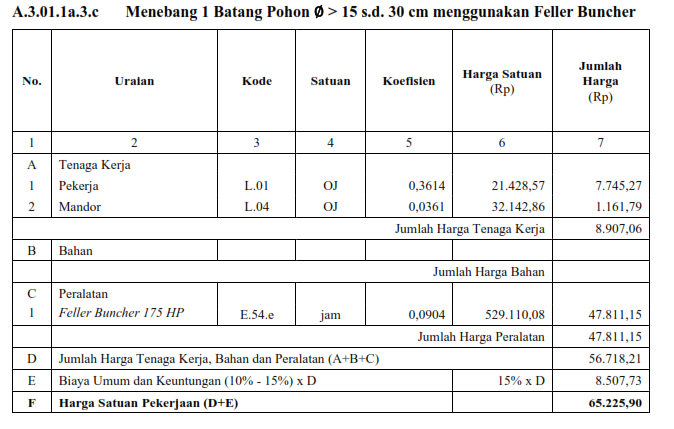 A.3.01.1a.3.c Menebang 1 Batang Pohon Ø > 15 s.d. 30 cm menggunakan Feller Buncher
No. Uraian Kode Satuan Koefisien Harga Satuan (Rp) Jumlah Harga (Rp)
1 2 3 4 5 6 7
A Tenaga Kerja
1 Pekerja L.01 OJ 0,3614 21.428,57 7.745,27
2 Mandor L.04 OJ 0,0361 32.142,86 1.161,79
Jumlah Harga Tenaga Kerja 8.907,06
B Bahan
Jumlah Harga Bahan
C Peralatan
1 Feller Buncher 175 HP E.54.e jam 0,0904 529.110,08 47.811,15
Jumlah Harga Peralatan 47.811,15
D Jumlah Harga Tenaga Kerja, Bahan dan Peralatan (A+B+C) 56.718,21
E Biaya Umum dan Keuntungan (10% - 15%) x D 15% x D 8.507,73
F Harga Satuan Pekerjaan (D+E) 65.225,90